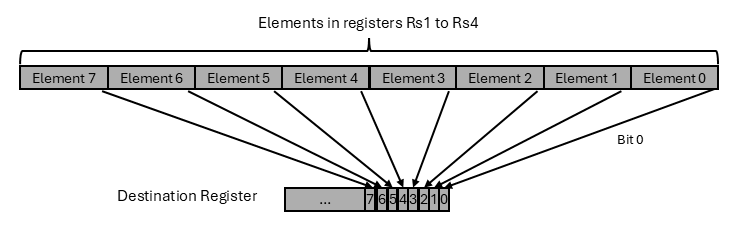 Elements in registers Rs1 to Rs4
Element 7 Element 6 Element 5 Element 4 Element 3 Element 2 Element 1 Element 0
Bit 0
Destination Register ... 7 6 5 4 3 2 1 0